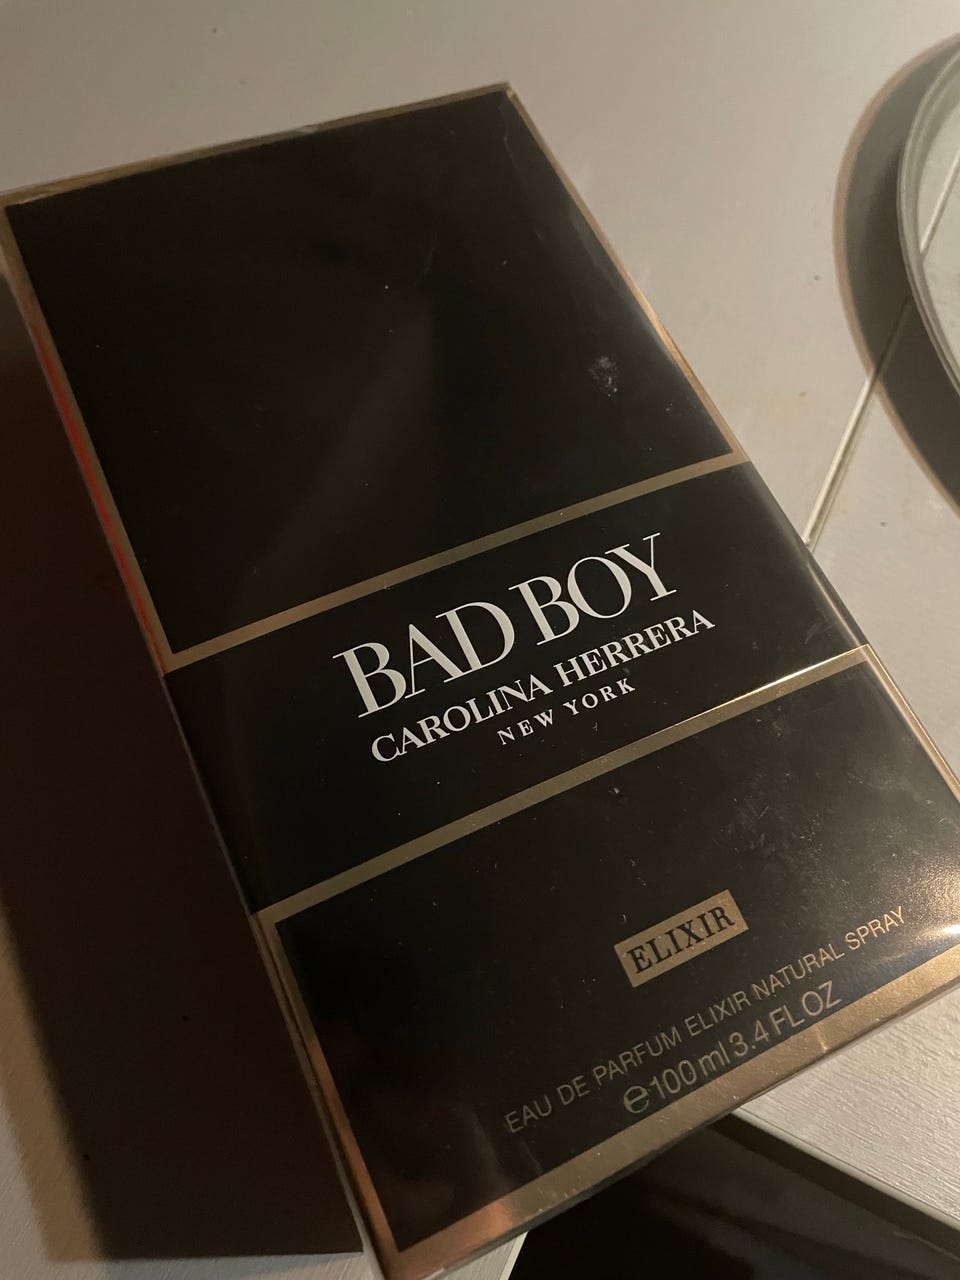 BAD BOY
CAROLINA HERRERA
NEW YORK
ELIXIR
EAU DE PARFUM ELIXIR NATURAL SPRAY
℮100 ml 3.4 FL OZ